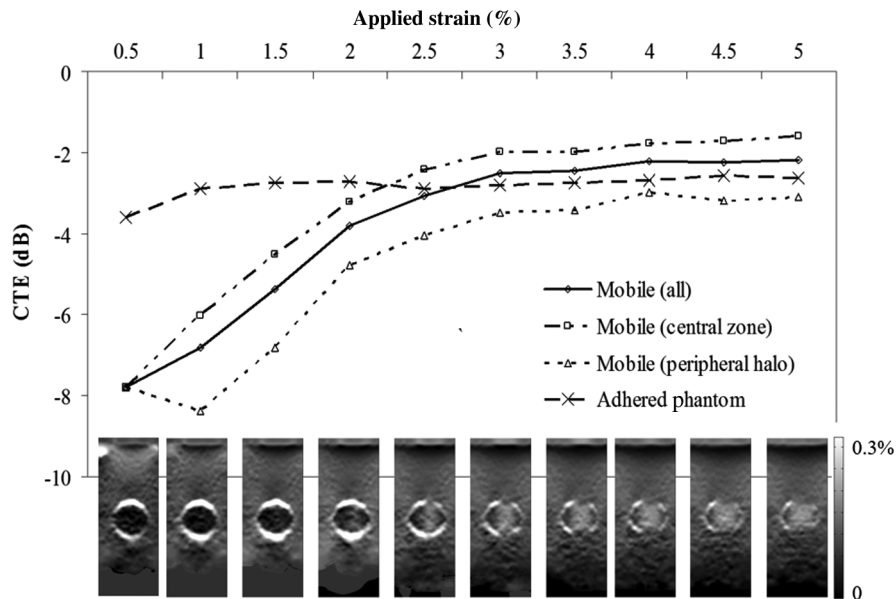 Applied strain (%)
0.5 1 1.5 2 2.5 3 3.5 4 4.5 5
0
-2
-4
-6
-8
-10
CTE (dB)
Mobile (all)
Mobile (central zone)
Mobile (peripheral halo)
Adhered phantom
0.3%
0